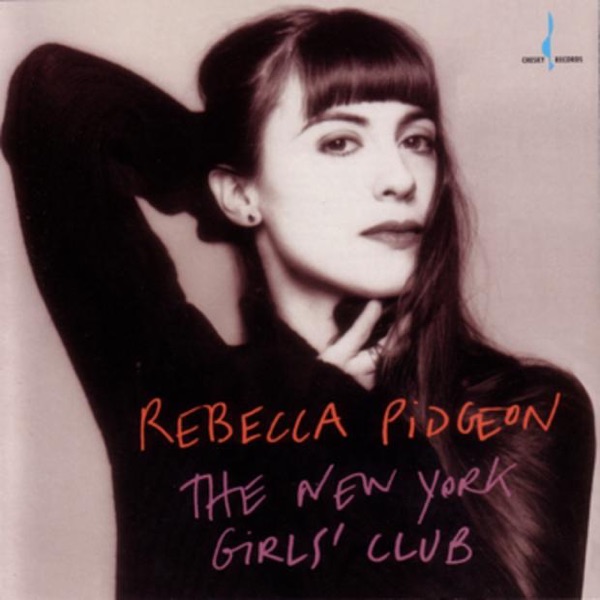 CHESKY RECORDS
REBECCA PIDGEON
THE NEW YORK
GIRLS' CLUB